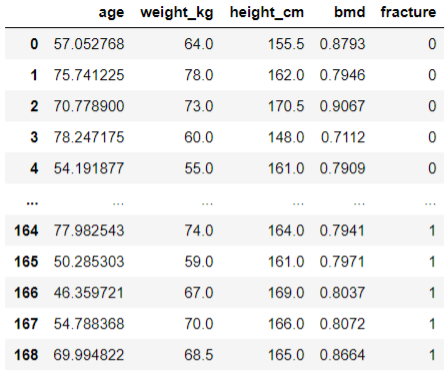 age weight_kg height_cm bmd fracture
0 57.052768 64.0 155.5 0.8793 0
1 75.741225 78.0 162.0 0.7946 0
2 70.778900 73.0 170.5 0.9067 0
3 78.247175 60.0 148.0 0.7112 0
4 54.191877 55.0 161.0 0.7909 0
... ... ... ... ... ...
164 77.982543 74.0 164.0 0.7941 1
165 50.285303 59.0 161.0 0.7971 1
166 46.359721 67.0 169.0 0.8037 1
167 54.788368 70.0 166.0 0.8072 1
168 69.994822 68.5 165.0 0.8664 1